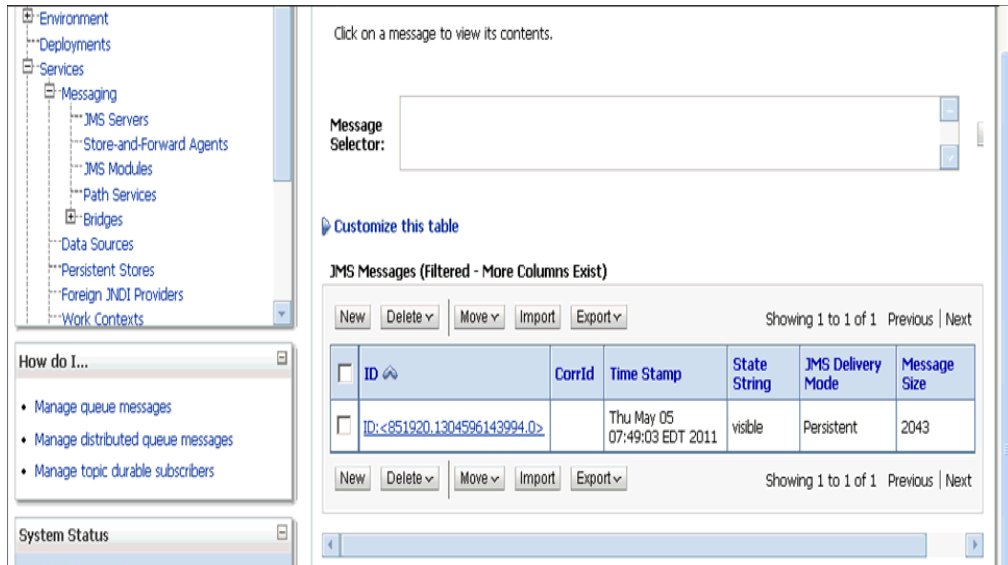 Environment
Deployments
Services
Messaging
JMS Servers
Store-and-Forward Agents
JMS Modules
Path Services
Bridges
Data Sources
Persistent Stores
Foreign JNDI Providers
Work Contexts
How do I...
• Manage queue messages
• Manage distributed queue messages
• Manage topic durable subscribers
System Status
Click on a message to view its contents.
Message
Selector:
Customize this table
JMS Messages (Filtered - More Columns Exist)
New Delete Move Import Export Showing 1 to 1 of 1 Previous | Next
ID CorrId Time Stamp State String JMS Delivery Mode Message Size
ID:<851920.1304596143994.0> Thu May 05 07:49:03 EDT 2011 visible Persistent 2043
New Delete Move Import Export Showing 1 to 1 of 1 Previous | Next